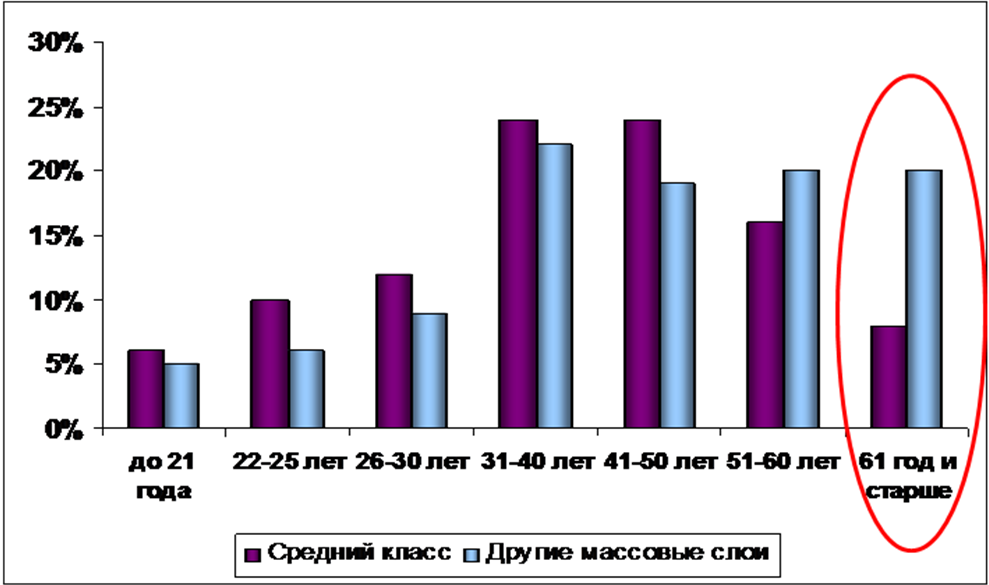 30%
25%
20%
15%
10%
5%
0%
до 21 года
22-25 лет
26-30 лет
31-40 лет
41-50 лет
51-60 лет
61 год и старше
Средний класс
Другие массовые слои